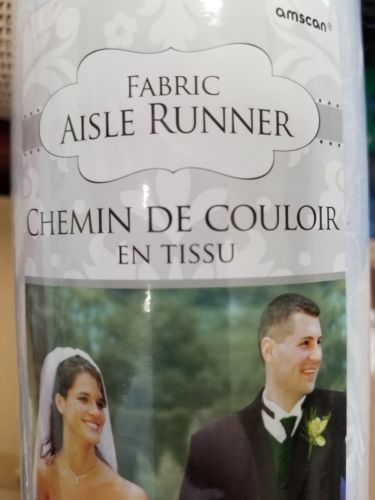 amscan®
FABRIC
AISLE RUNNER
CHEMIN DE COULOIR
EN TISSU